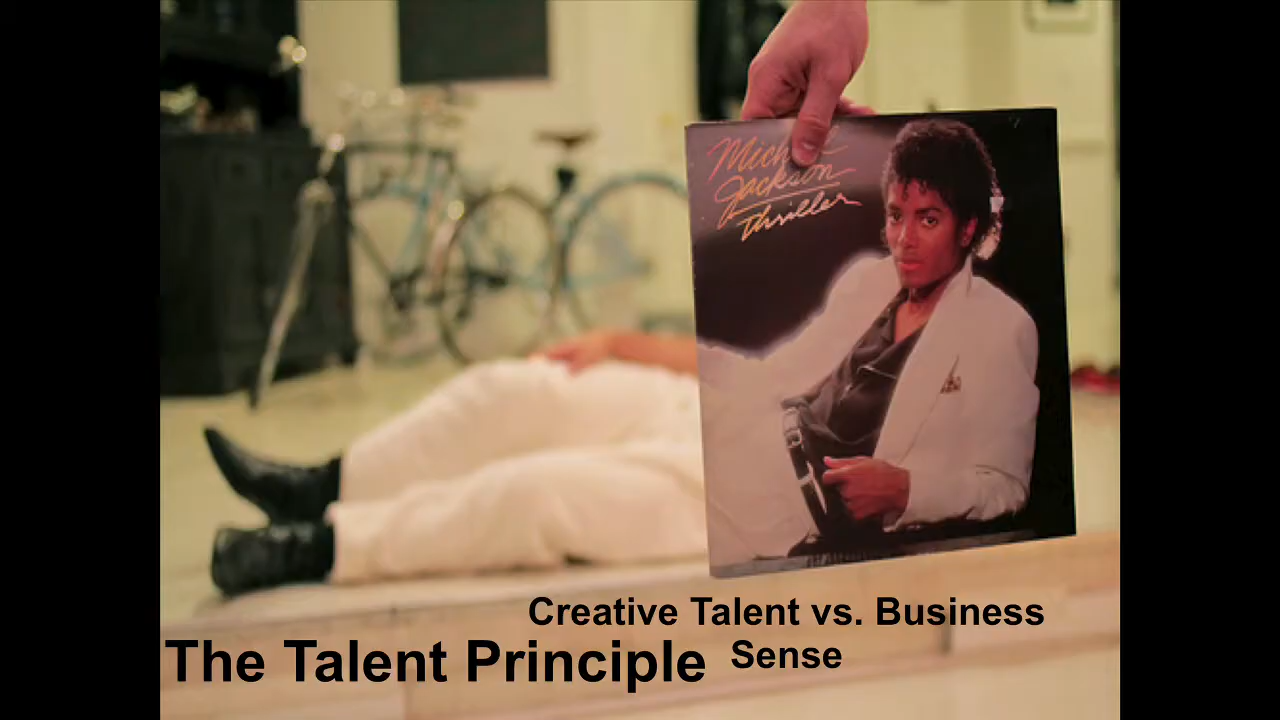 Michael
Jackson
Thriller
Creative Talent vs. Business
Sense
The Talent Principle